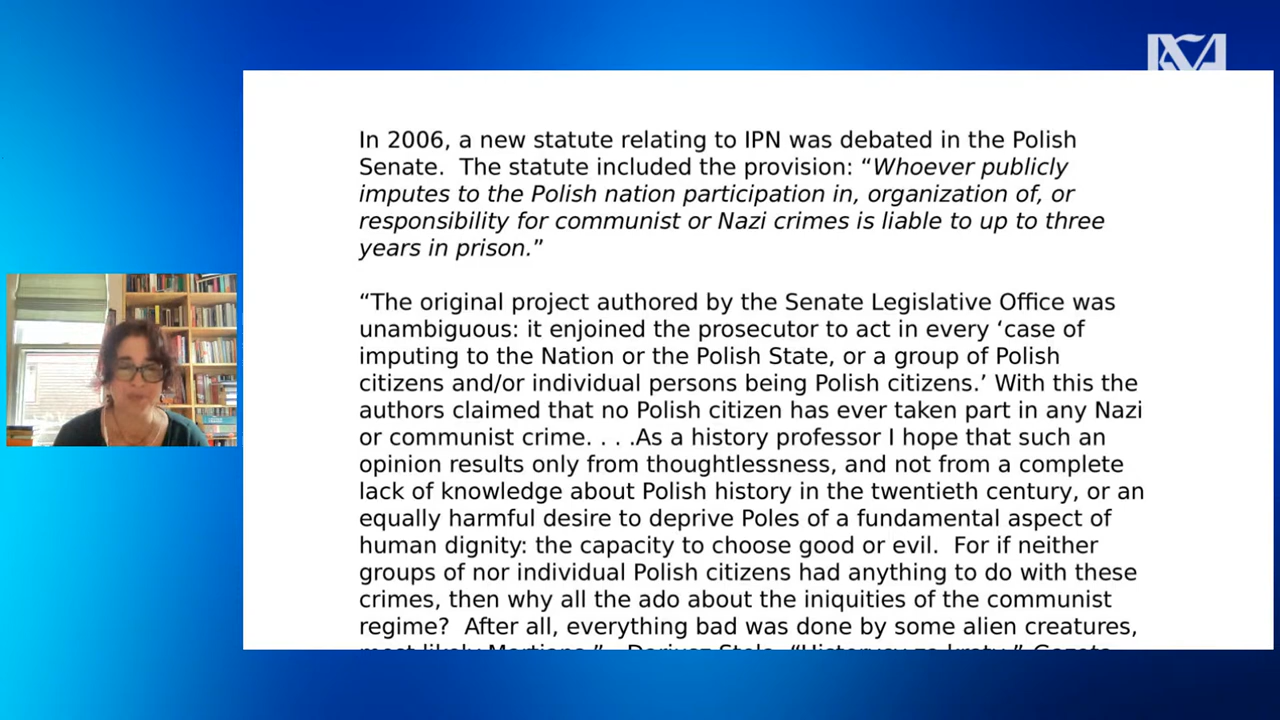 In 2006, a new statute relating to IPN was debated in the Polish
Senate.  The statute included the provision: “Whoever publicly
imputes to the Polish nation participation in, organization of, or
responsibility for communist or Nazi crimes is liable to up to three
years in prison.”
“The original project authored by the Senate Legislative Office was
unambiguous: it enjoined the prosecutor to act in every ‘case of
imputing to the Nation or the Polish State, or a group of Polish
citizens and/or individual persons being Polish citizens.’ With this the
authors claimed that no Polish citizen has ever taken part in any Nazi
or communist crime. . . .As a history professor I hope that such an
opinion results only from thoughtlessness, and not from a complete
lack of knowledge about Polish history in the twentieth century, or an
equally harmful desire to deprive Poles of a fundamental aspect of
human dignity: the capacity to choose good or evil.  For if neither
groups of nor individual Polish citizens had anything to do with these
crimes, then why all the ado about the iniquities of the communist
regime?  After all, everything bad was done by some alien creatures,
most likely Martians.”